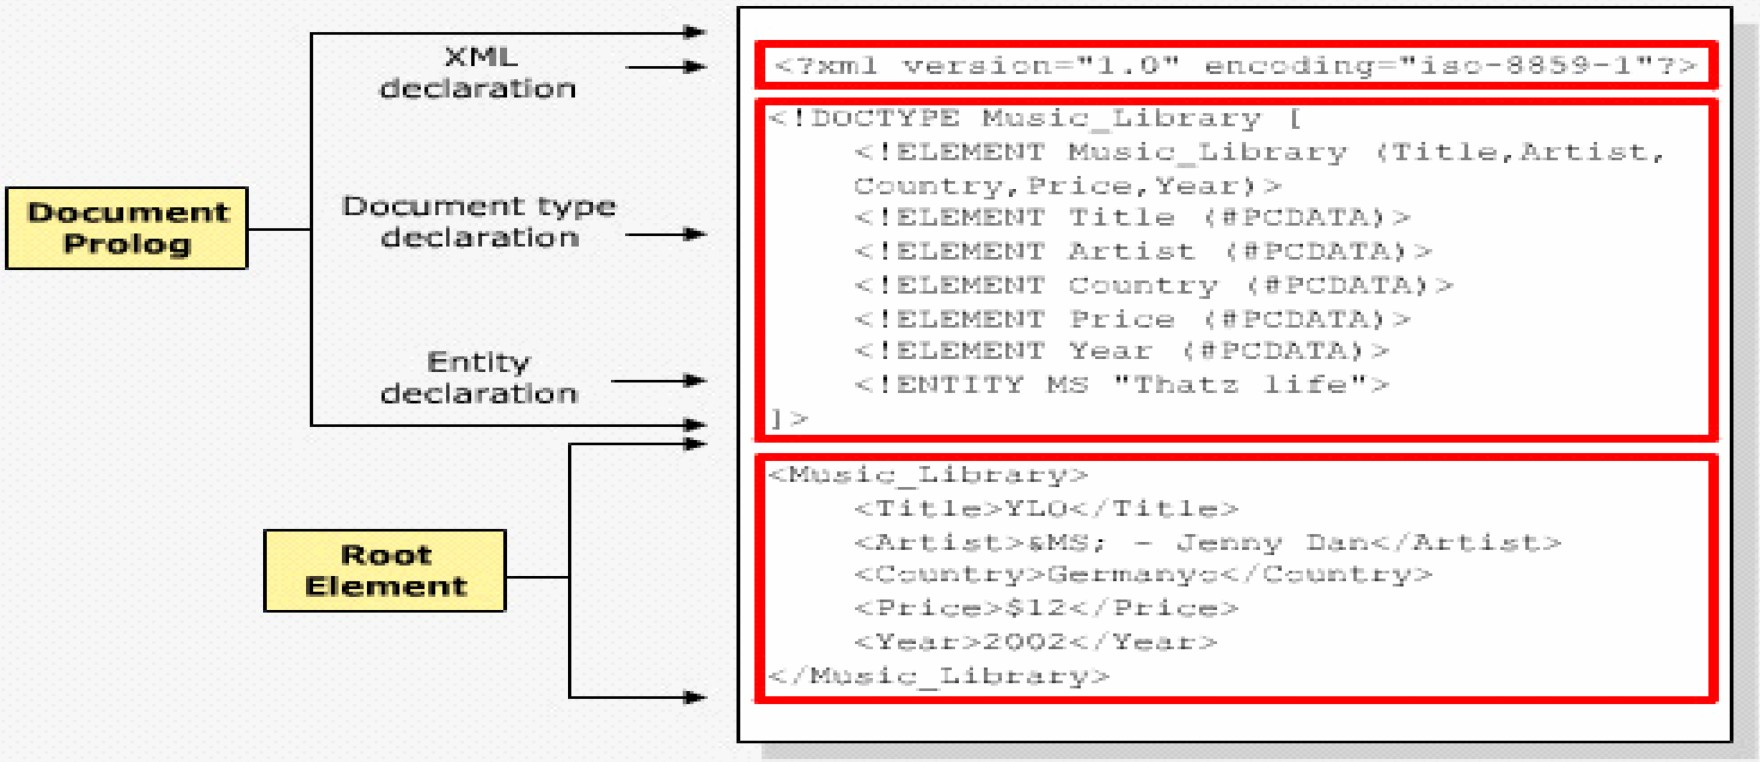 XML
declaration
Document type
declaration
Entity
declaration
Document
Prolog
Root
Element
<?xml version="1.0" encoding="iso-8859-1"?>
<!DOCTYPE Music_Library [
<!ELEMENT Music_Library (Title,Artist,
Country,Price,Year)>
<!ELEMENT Title (#PCDATA)>
<!ELEMENT Artist (#PCDATA)>
<!ELEMENT Country (#PCDATA)>
<!ELEMENT Price (#PCDATA)>
<!ELEMENT Year (#PCDATA)>
<!ENTITY MS "Thatz life">
]>
<Music_Library>
<Title>YLO</Title>
<Artist>&MS; - Jenny Dan</Artist>
<Country>Germanyo</Country>
<Price>$12</Price>
<Year>2002</Year>
</Music_Library>